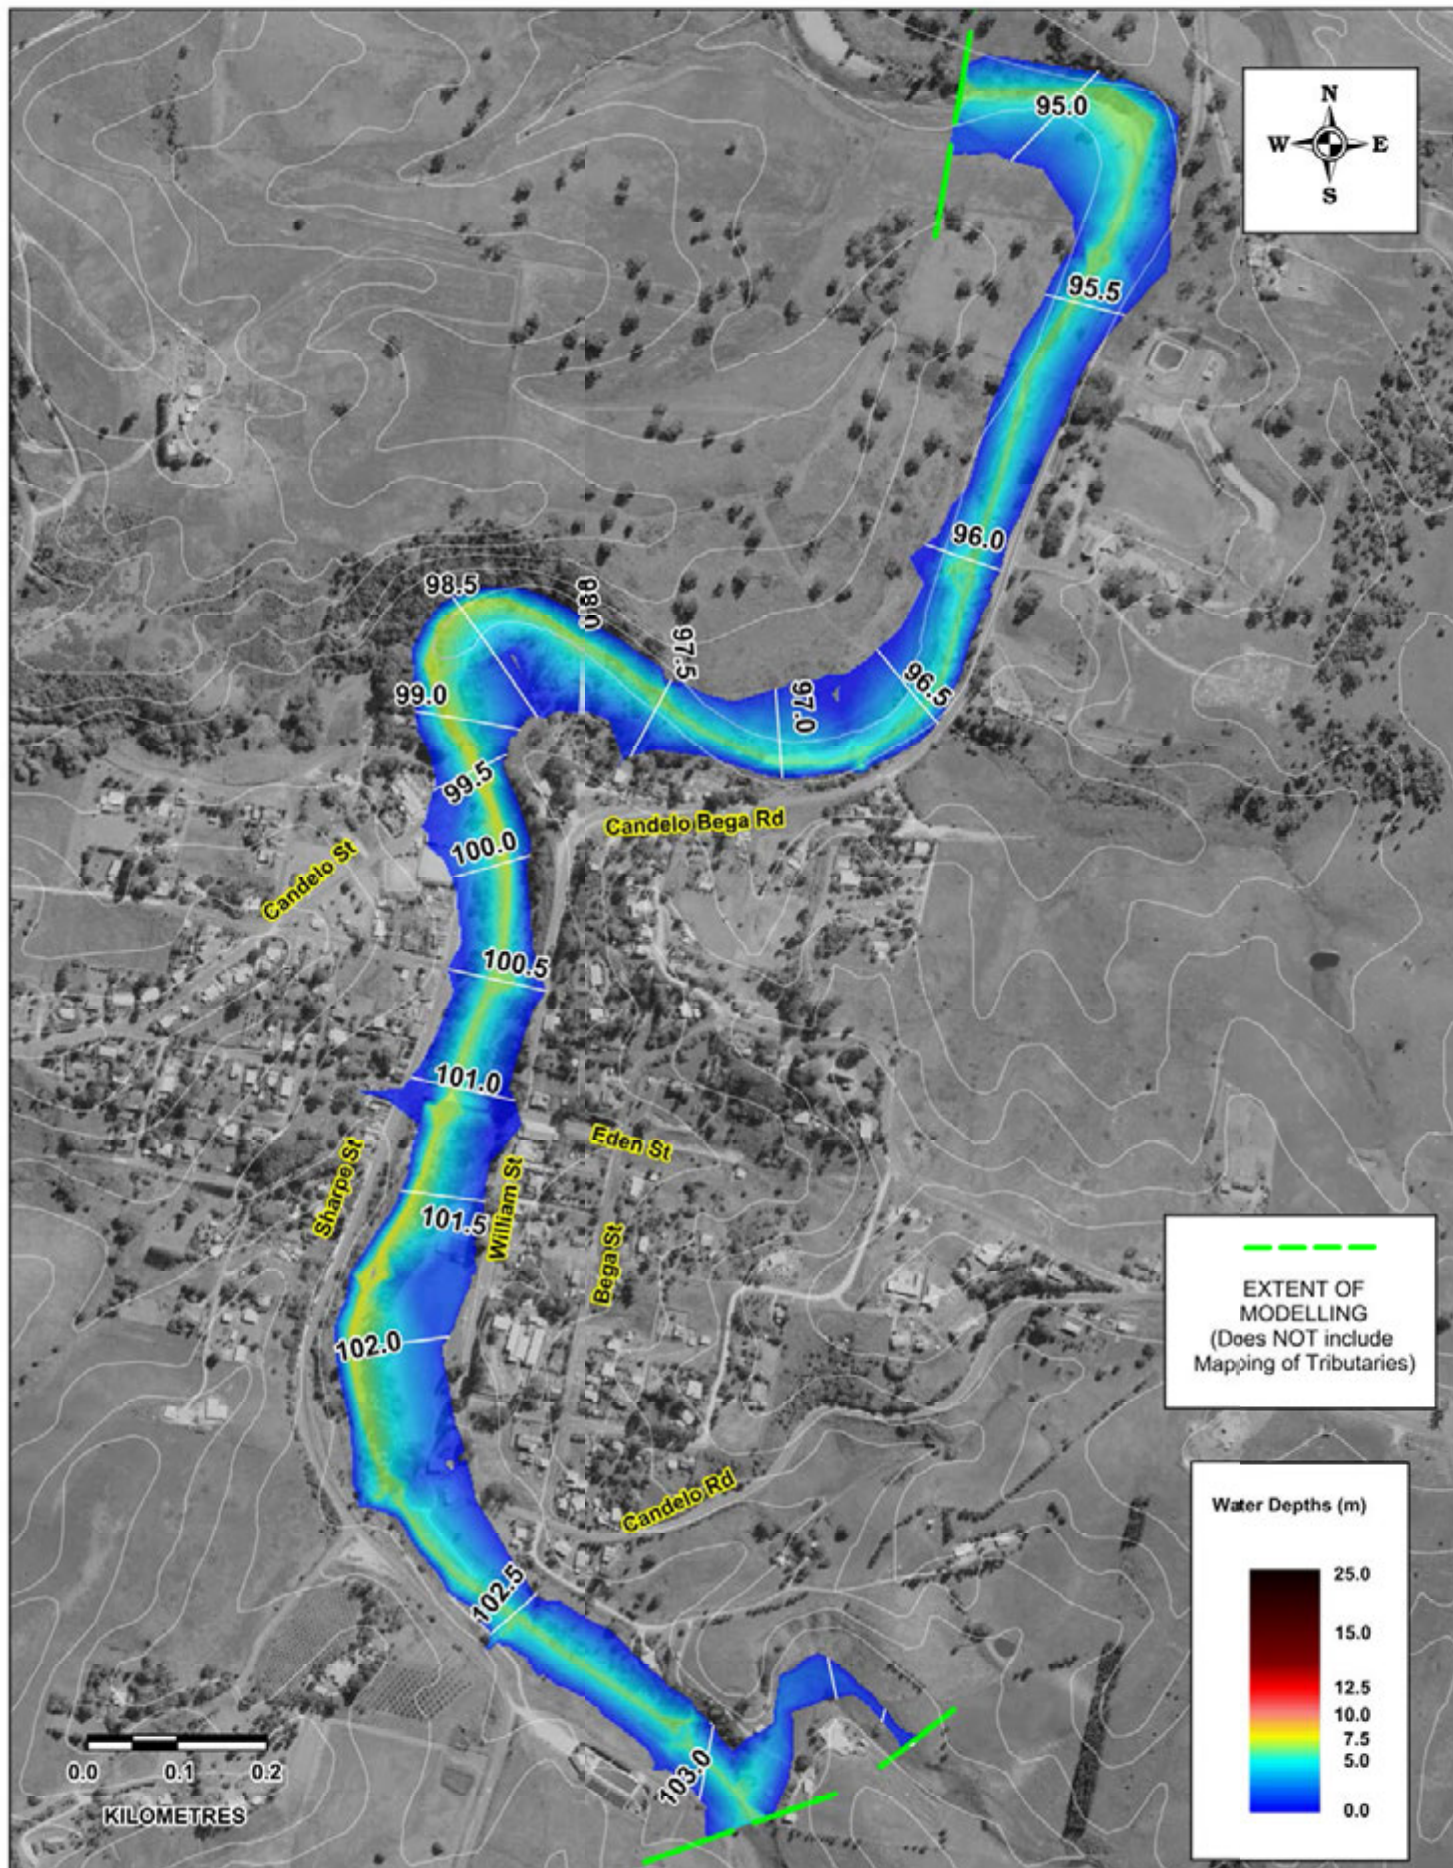 N
W E
S
95.0
95.5
96.0
98.5
98.0
97.5
97.0
96.5
99.0
99.5
100.0
Candelo Bega Rd
Candelo St
100.5
101.0
Eden St
Sharpe St
William St
101.5
Bega St
102.0
Candelo Rd
102.5
103.0
EXTENT OF
MODELLING
(Does NOT include
Mapping of Tributaries)
Water Depths (m)
25.0
15.0
12.5
10.0
7.5
5.0
0.0
0.0 0.1 0.2
KILOMETRES